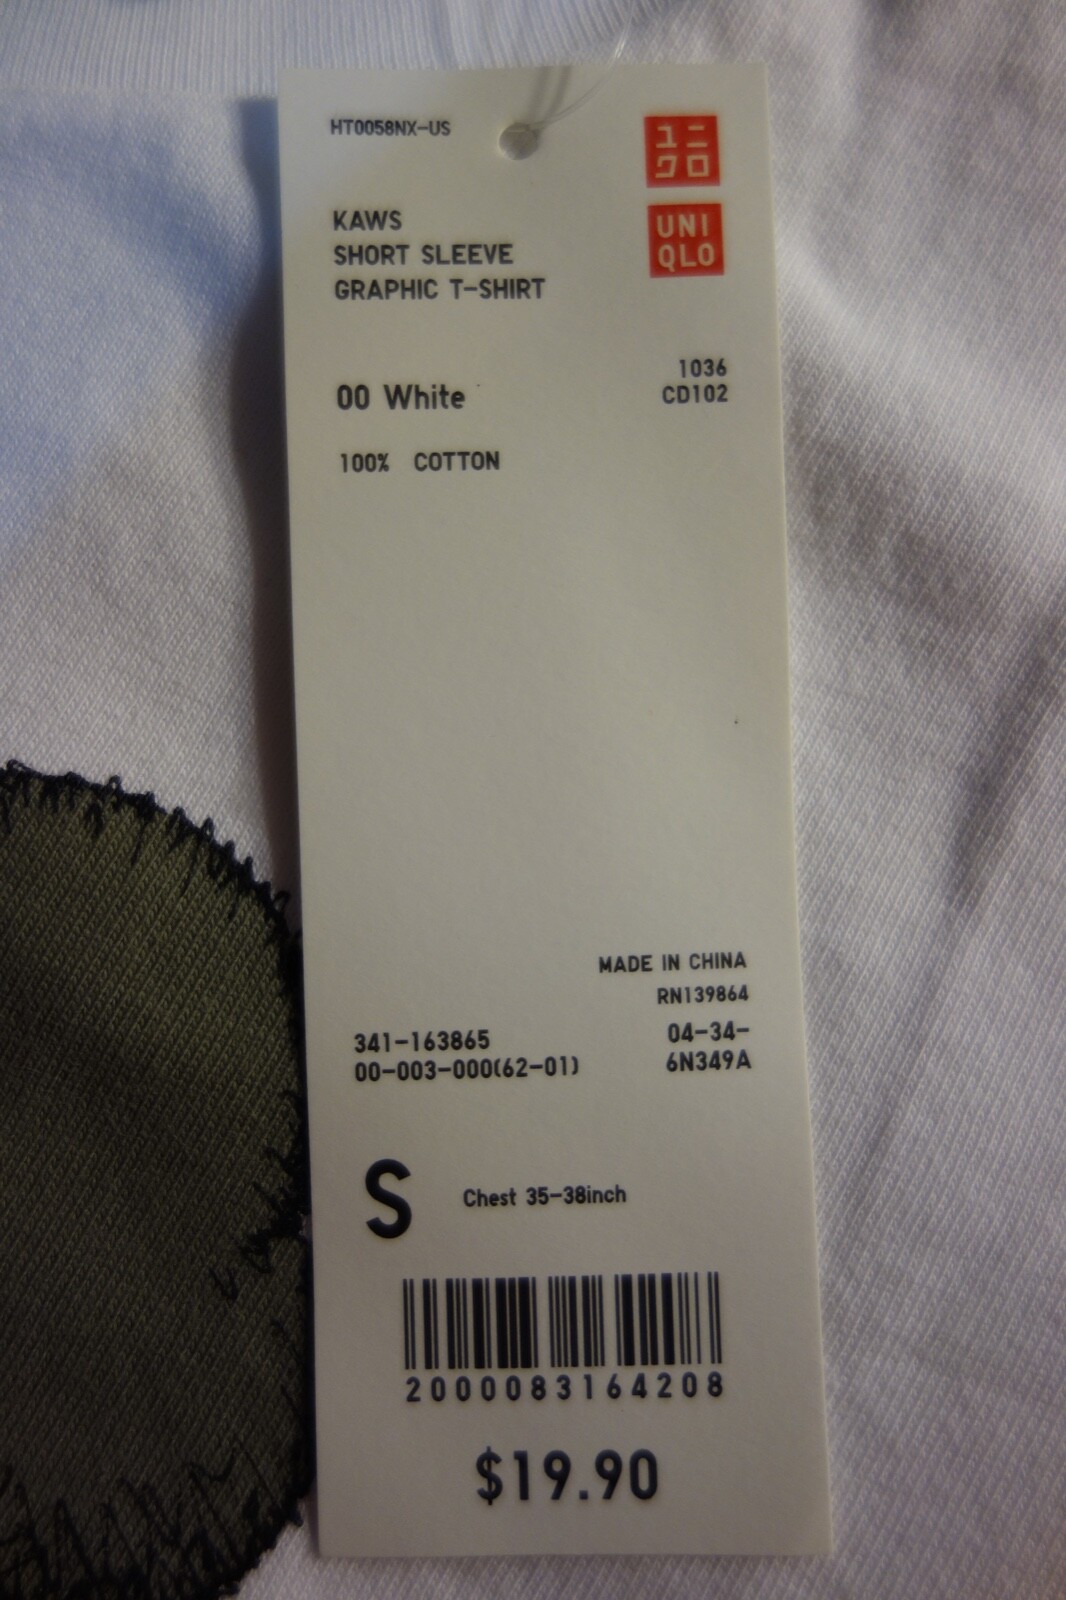 HT0058NX-US
ユニ
クロ
UNI
QLO
KAWS
SHORT SLEEVE
GRAPHIC T-SHIRT
1036
00 White
CD102
100% COTTON
MADE IN CHINA
RN139864
341-163865
04-34-
00-003-000(62-01)
6N349A
S
Chest 35-38inch
2000083164208
$19.90